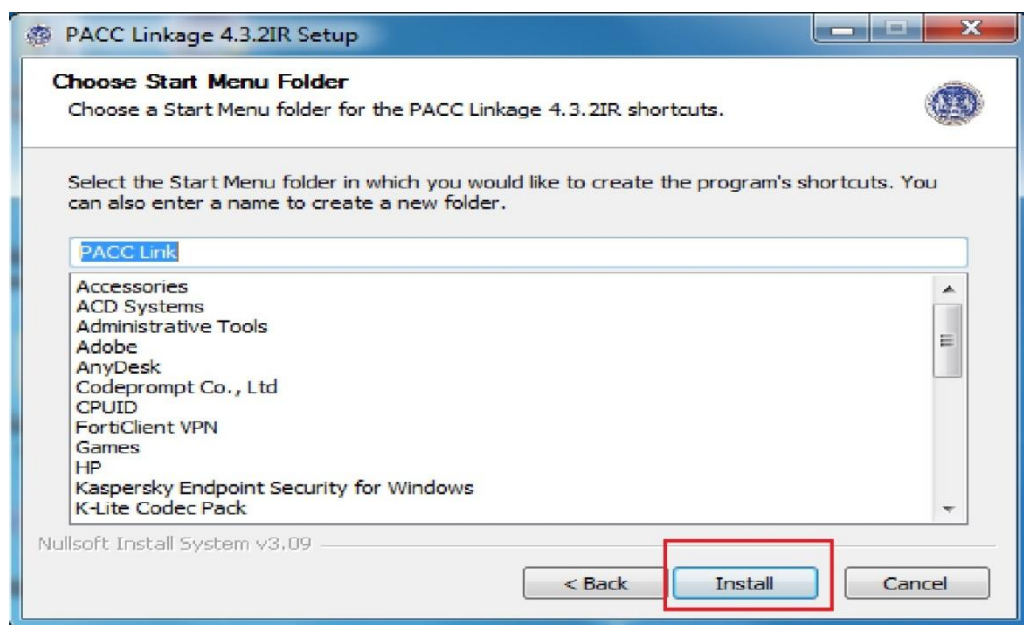 PACC Linkage 4.3.2IR Setup
Choose Start Menu Folder
Choose a Start Menu folder for the PACC Linkage 4.3.2IR shortcuts.
Select the Start Menu folder in which you would like to create the program's shortcuts. You
can also enter a name to create a new folder.
PACC Link
Accessories
ACD Systems
Administrative Tools
Adobe
AnyDesk
Codeprompt Co., Ltd
CPUID
FortiClient VPN
Games
HP
Kaspersky Endpoint Security for Windows
K-Lite Codec Pack
Nullsoft Install System v3.09
< Back Install Cancel